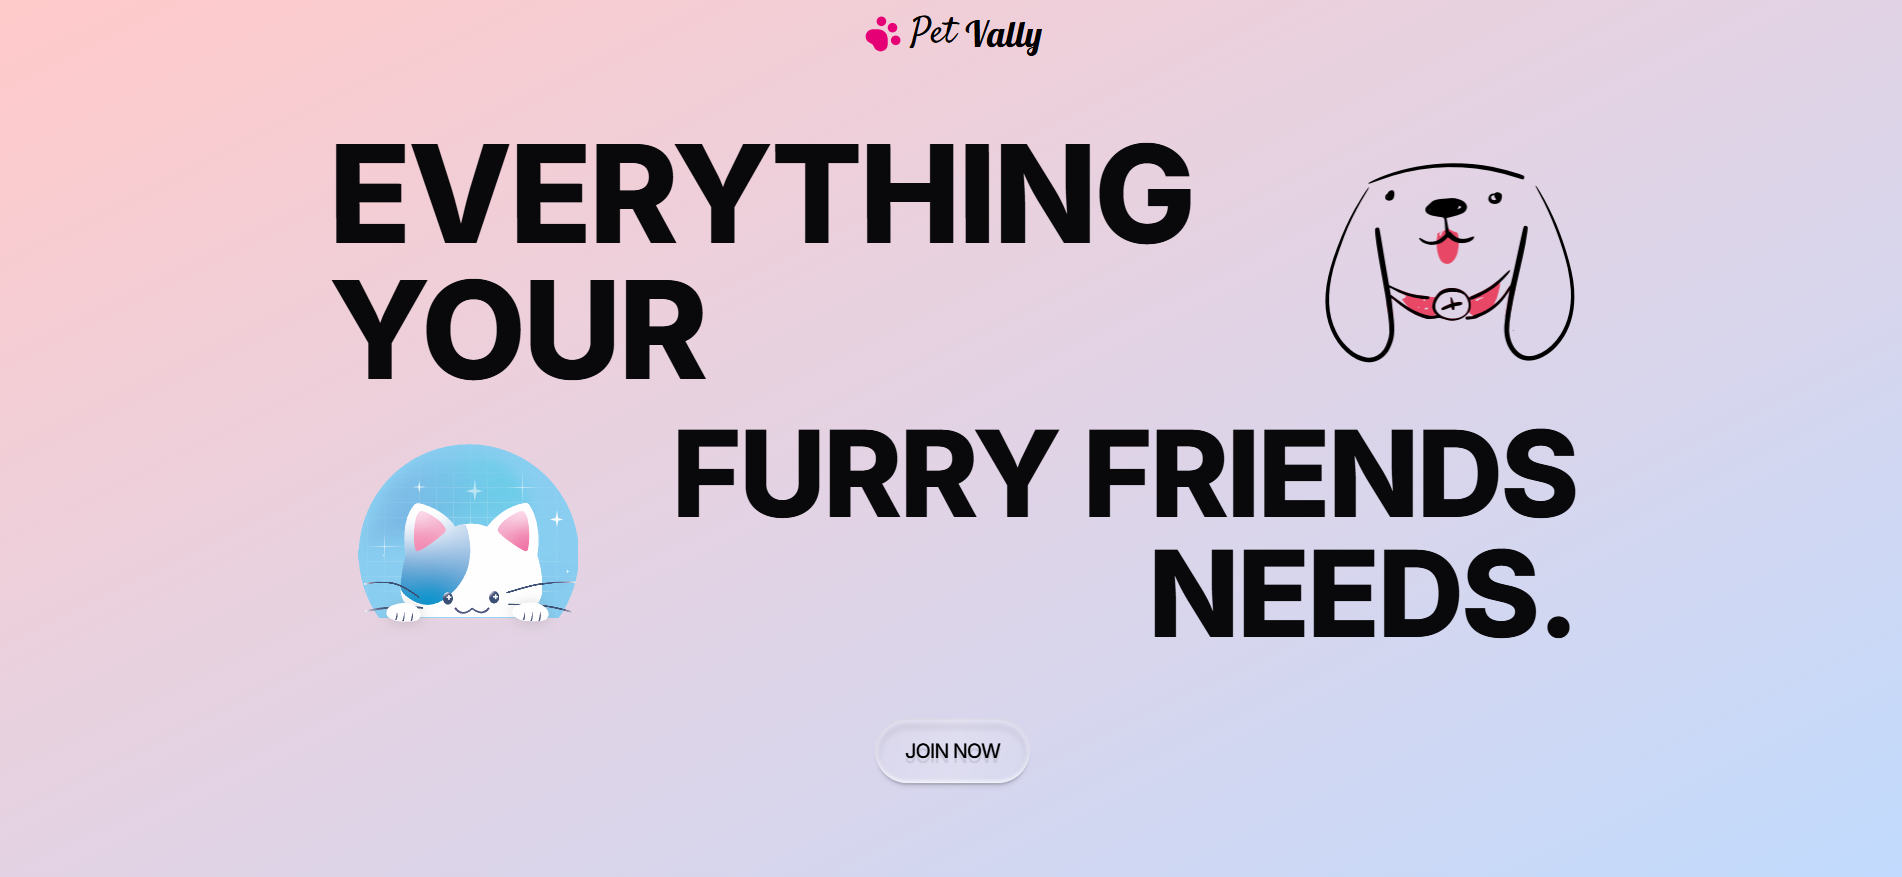 Pet Vally
EVERYTHING
YOUR
FURRY FRIENDS
NEEDS.
JOIN NOW